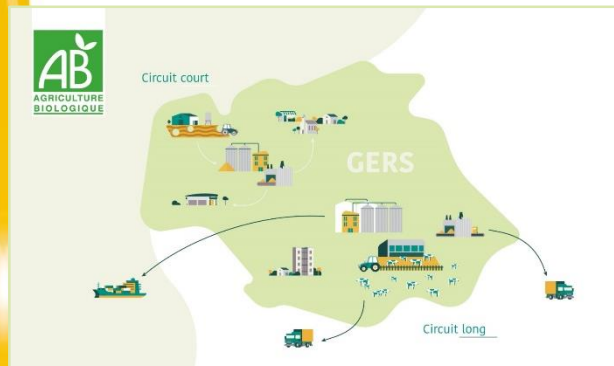 AB
AGRICULTURE
BIOLOGIQUE
Circuit court
GERS
Circuit long